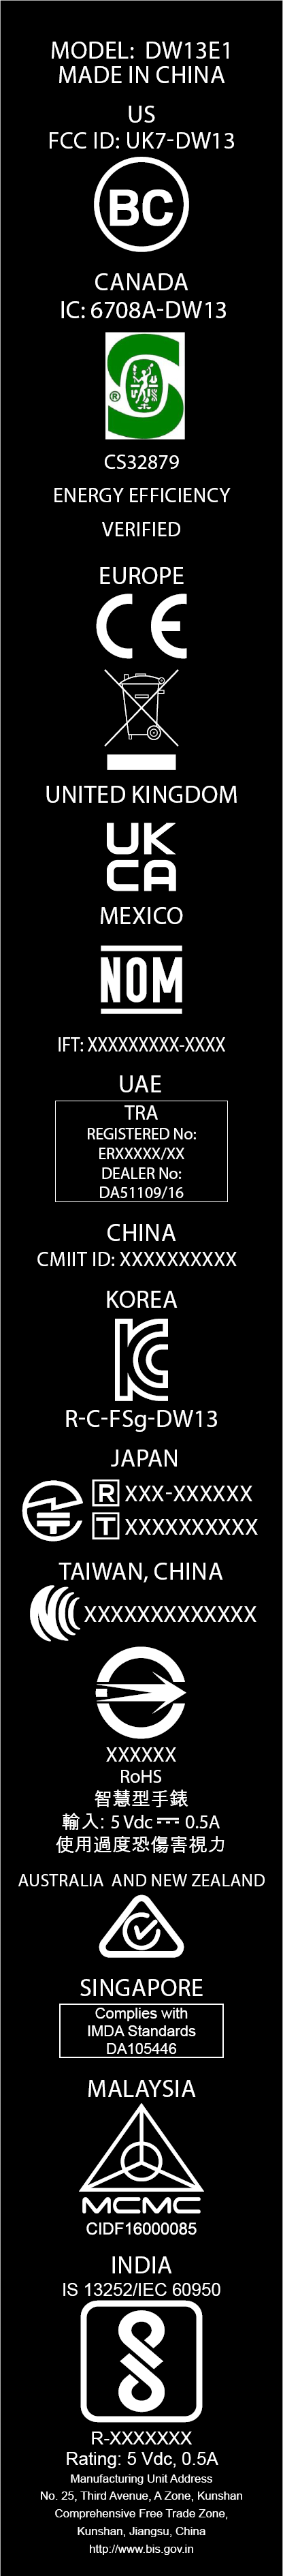 MODEL: DW13E1
MADE IN CHINA
US
FCC ID: UK7-DW13
BC
CANADA
IC: 6708A-DW13
®
CS32879
ENERGY EFFICIENCY
VERIFIED
EUROPE
CE
UNITED KINGDOM
UK
CA
MEXICO
NOM
IFT: XXXXXXXXX-XXXX
UAE
TRA
REGISTERED No:
ERXXXXX/XX
DEALER No:
DA51109/16
CHINA
CMIIT ID: XXXXXXXXXX
KOREA
R-C-FSg-DW13
JAPAN
R XXX-XXXXXX
T XXXXXXXXXX
TAIWAN, CHINA
XXXXXXXXXXXXX
XXXXXX
RoHS
智慧型手錶
輸入: 5 Vdc ⎓ 0.5A
使用過度恐傷害視力
AUSTRALIA AND NEW ZEALAND
SINGAPORE
Complies with
IMDA Standards
DA105446
MALAYSIA
MCMC
CIDF16000085
INDIA
IS 13252/IEC 60950
R-XXXXXXX
Rating: 5 Vdc, 0.5A
Manufacturing Unit Address
No. 25, Third Avenue, A Zone, Kunshan
Comprehensive Free Trade Zone,
Kunshan, Jiangsu, China
http://www.bis.gov.in